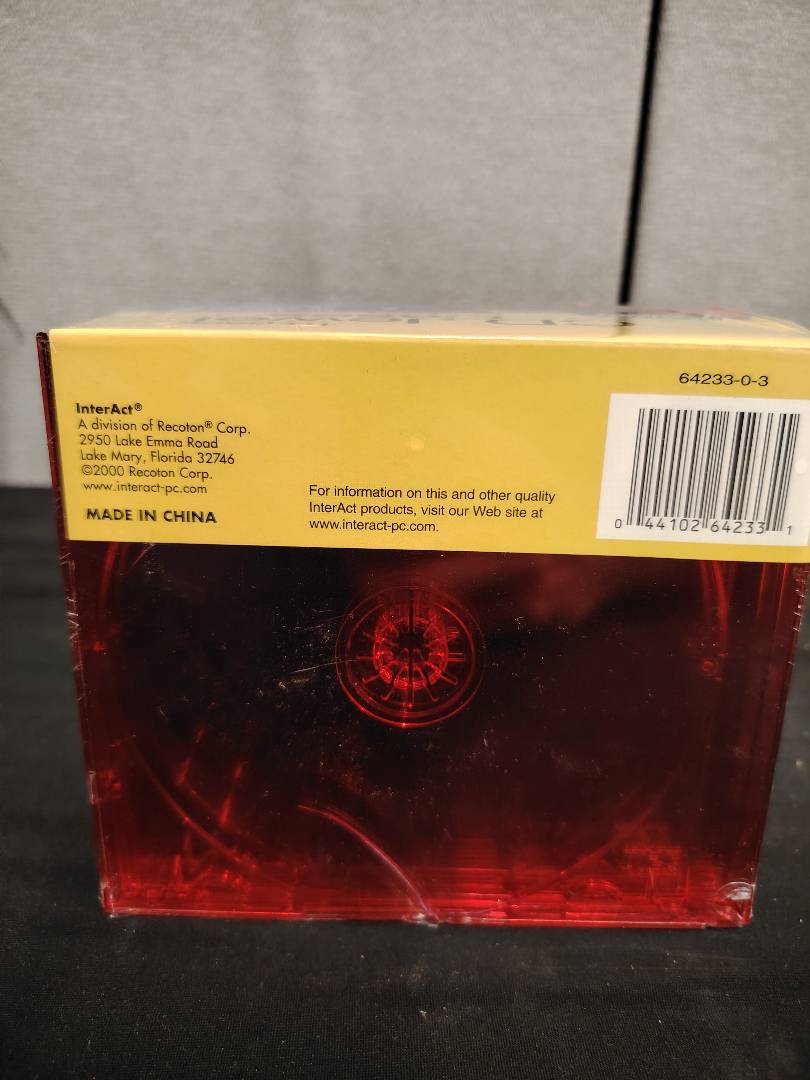 InterAct®
A division of Recoton® Corp.
2950 Lake Emma Road
Lake Mary, Florida 32746
©2000 Recoton Corp.
www.interact-pc.com
MADE IN CHINA
For information on this and other quality
InterAct products, visit our Web site at
www.interact-pc.com.
64233-0-3
0 44102 64233 1